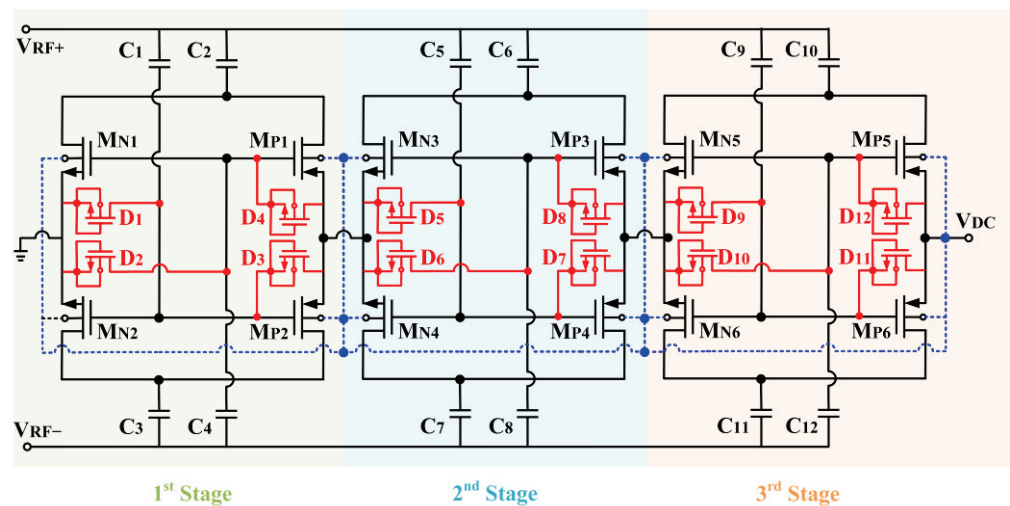 VRF+ C1 C2 C5 C6 C9 C10
MN1 MP1 MN3 MP3 MN5 MP5
D1 D4 D5 D8 D9 D12 VDC
D2 D3 D6 D7 D10 D11
MN2 MP2 MN4 MP4 MN6 MP6
VRF− C3 C4 C7 C8 C11 C12
1st Stage 2nd Stage 3rd Stage